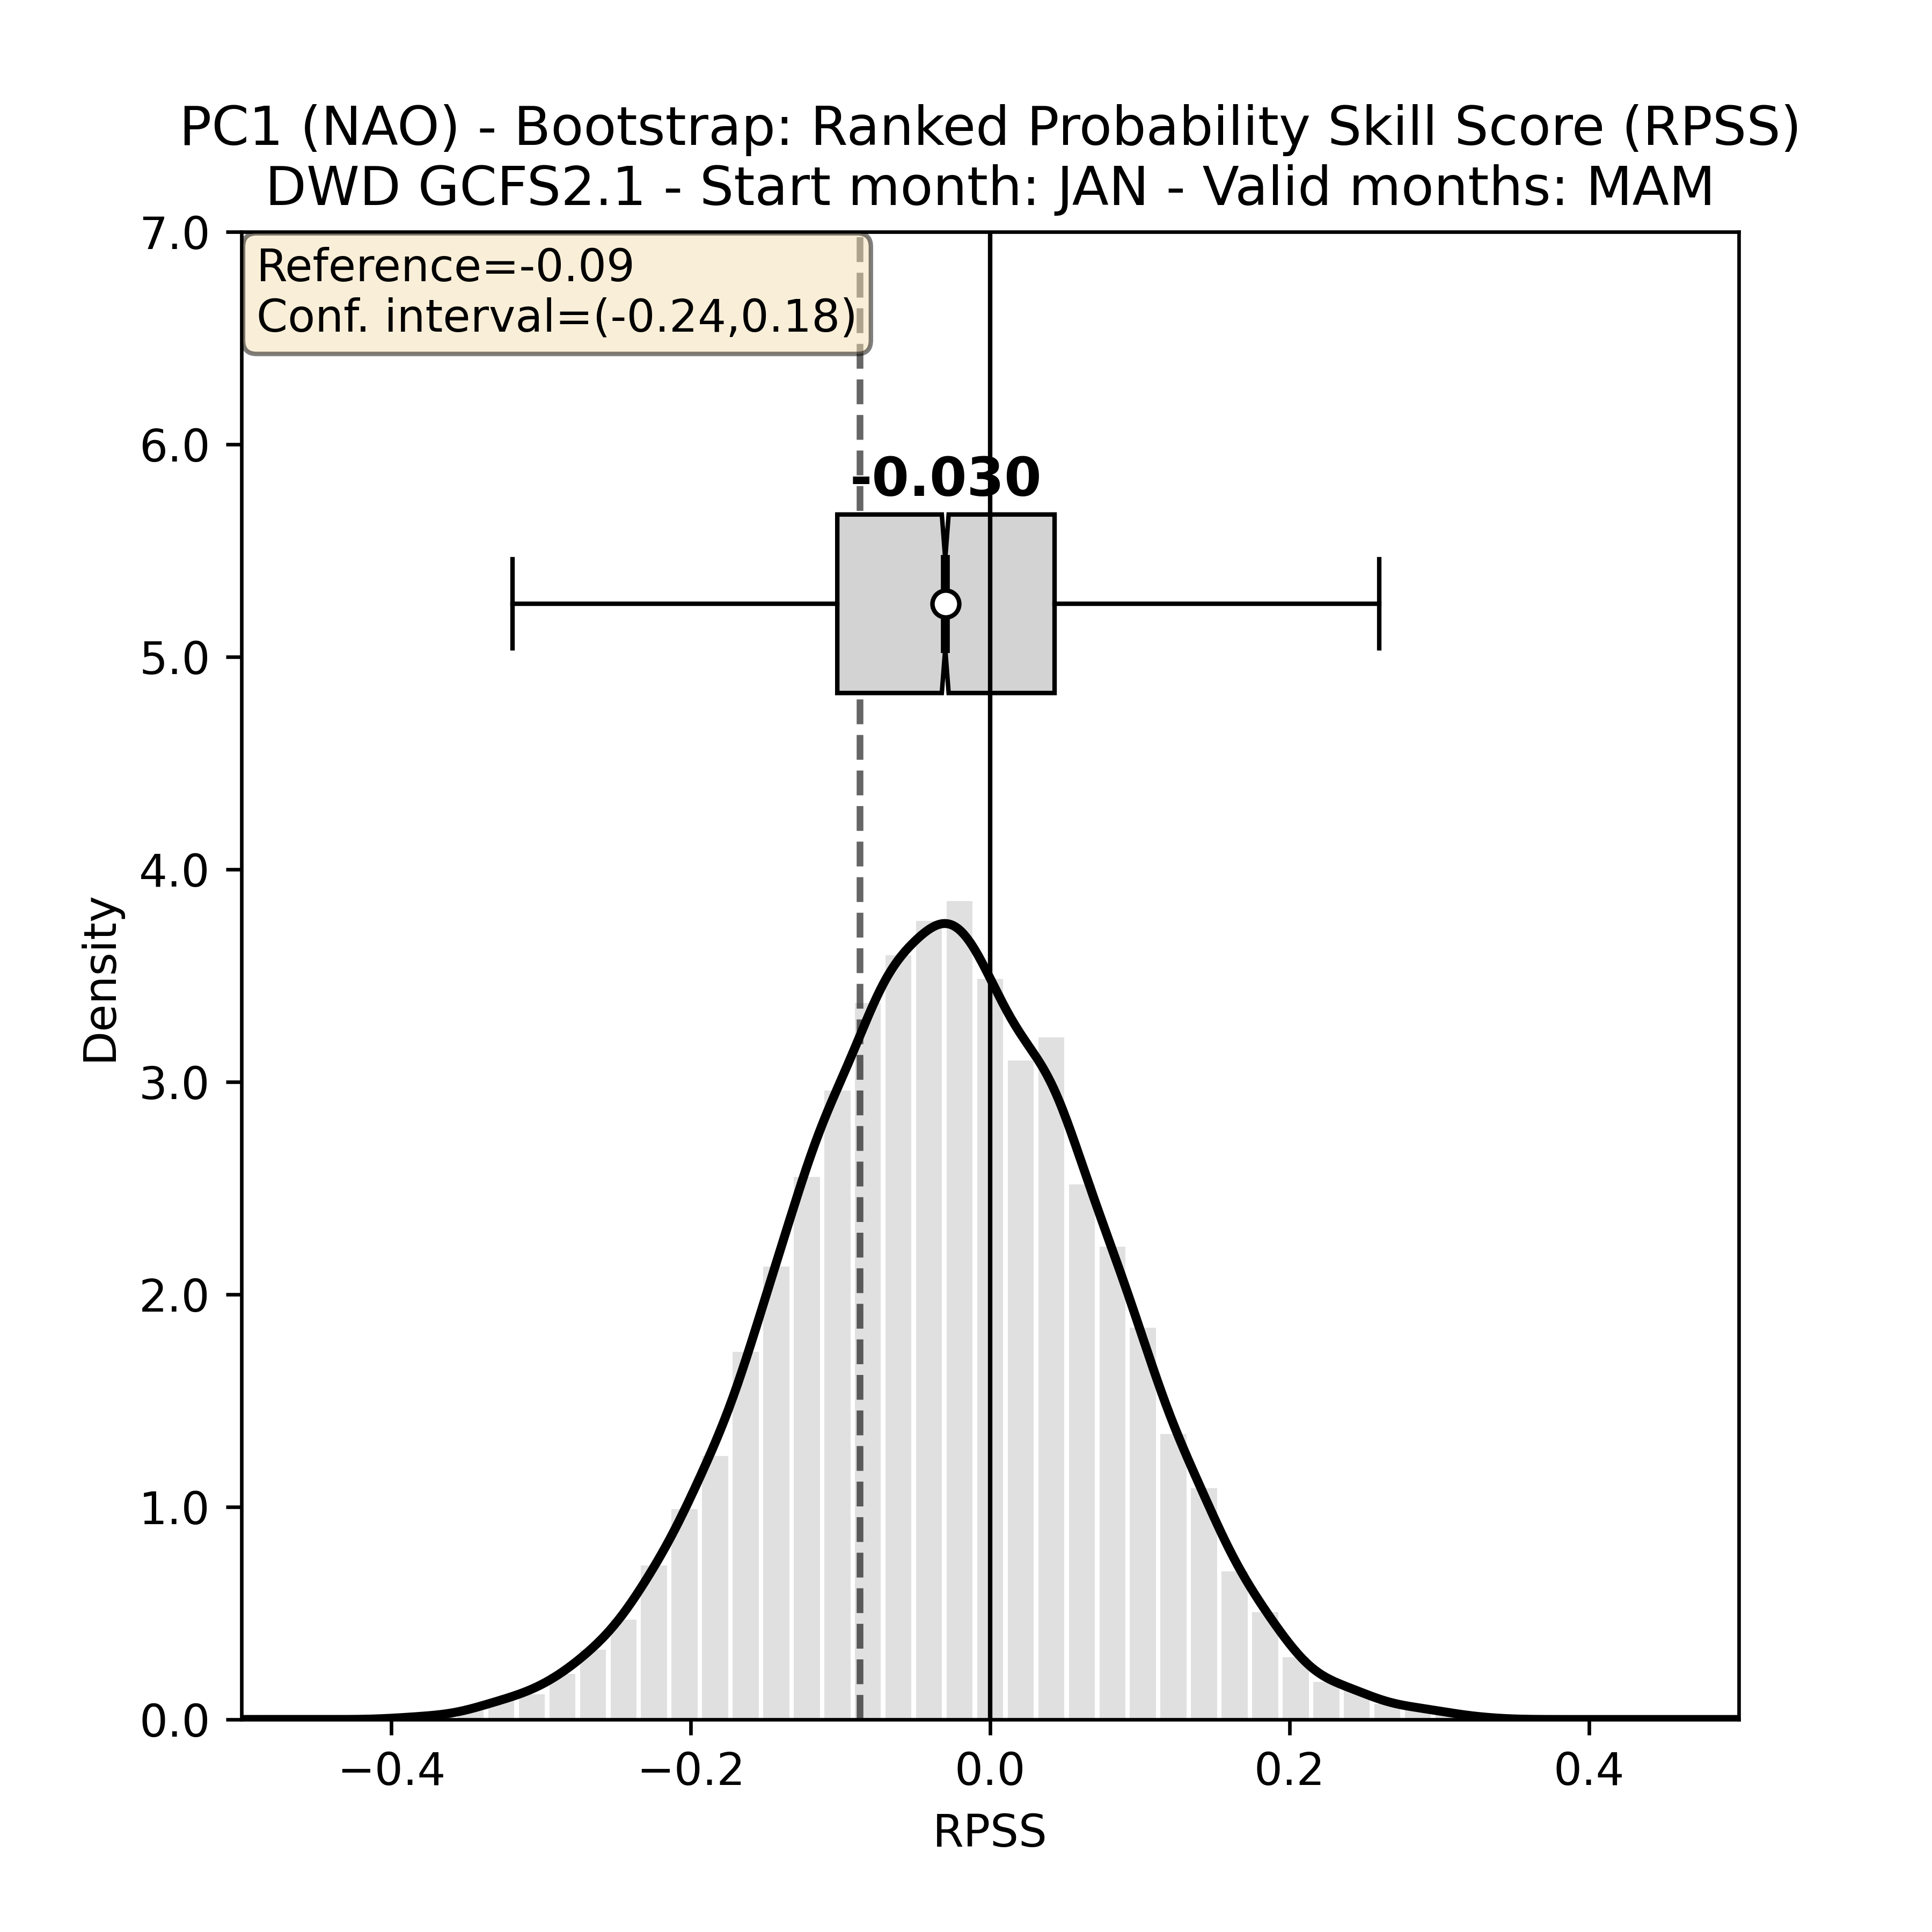 PC1 (NAO) - Bootstrap: Ranked Probability Skill Score (RPSS)
DWD GCFS2.1 - Start month: JAN - Valid months: MAM
Reference=-0.09
Conf. interval=(-0.24,0.18)
-0.030
7.0
6.0
5.0
4.0
3.0
2.0
1.0
0.0
Density
−0.4
−0.2
0.0
0.2
0.4
RPSS